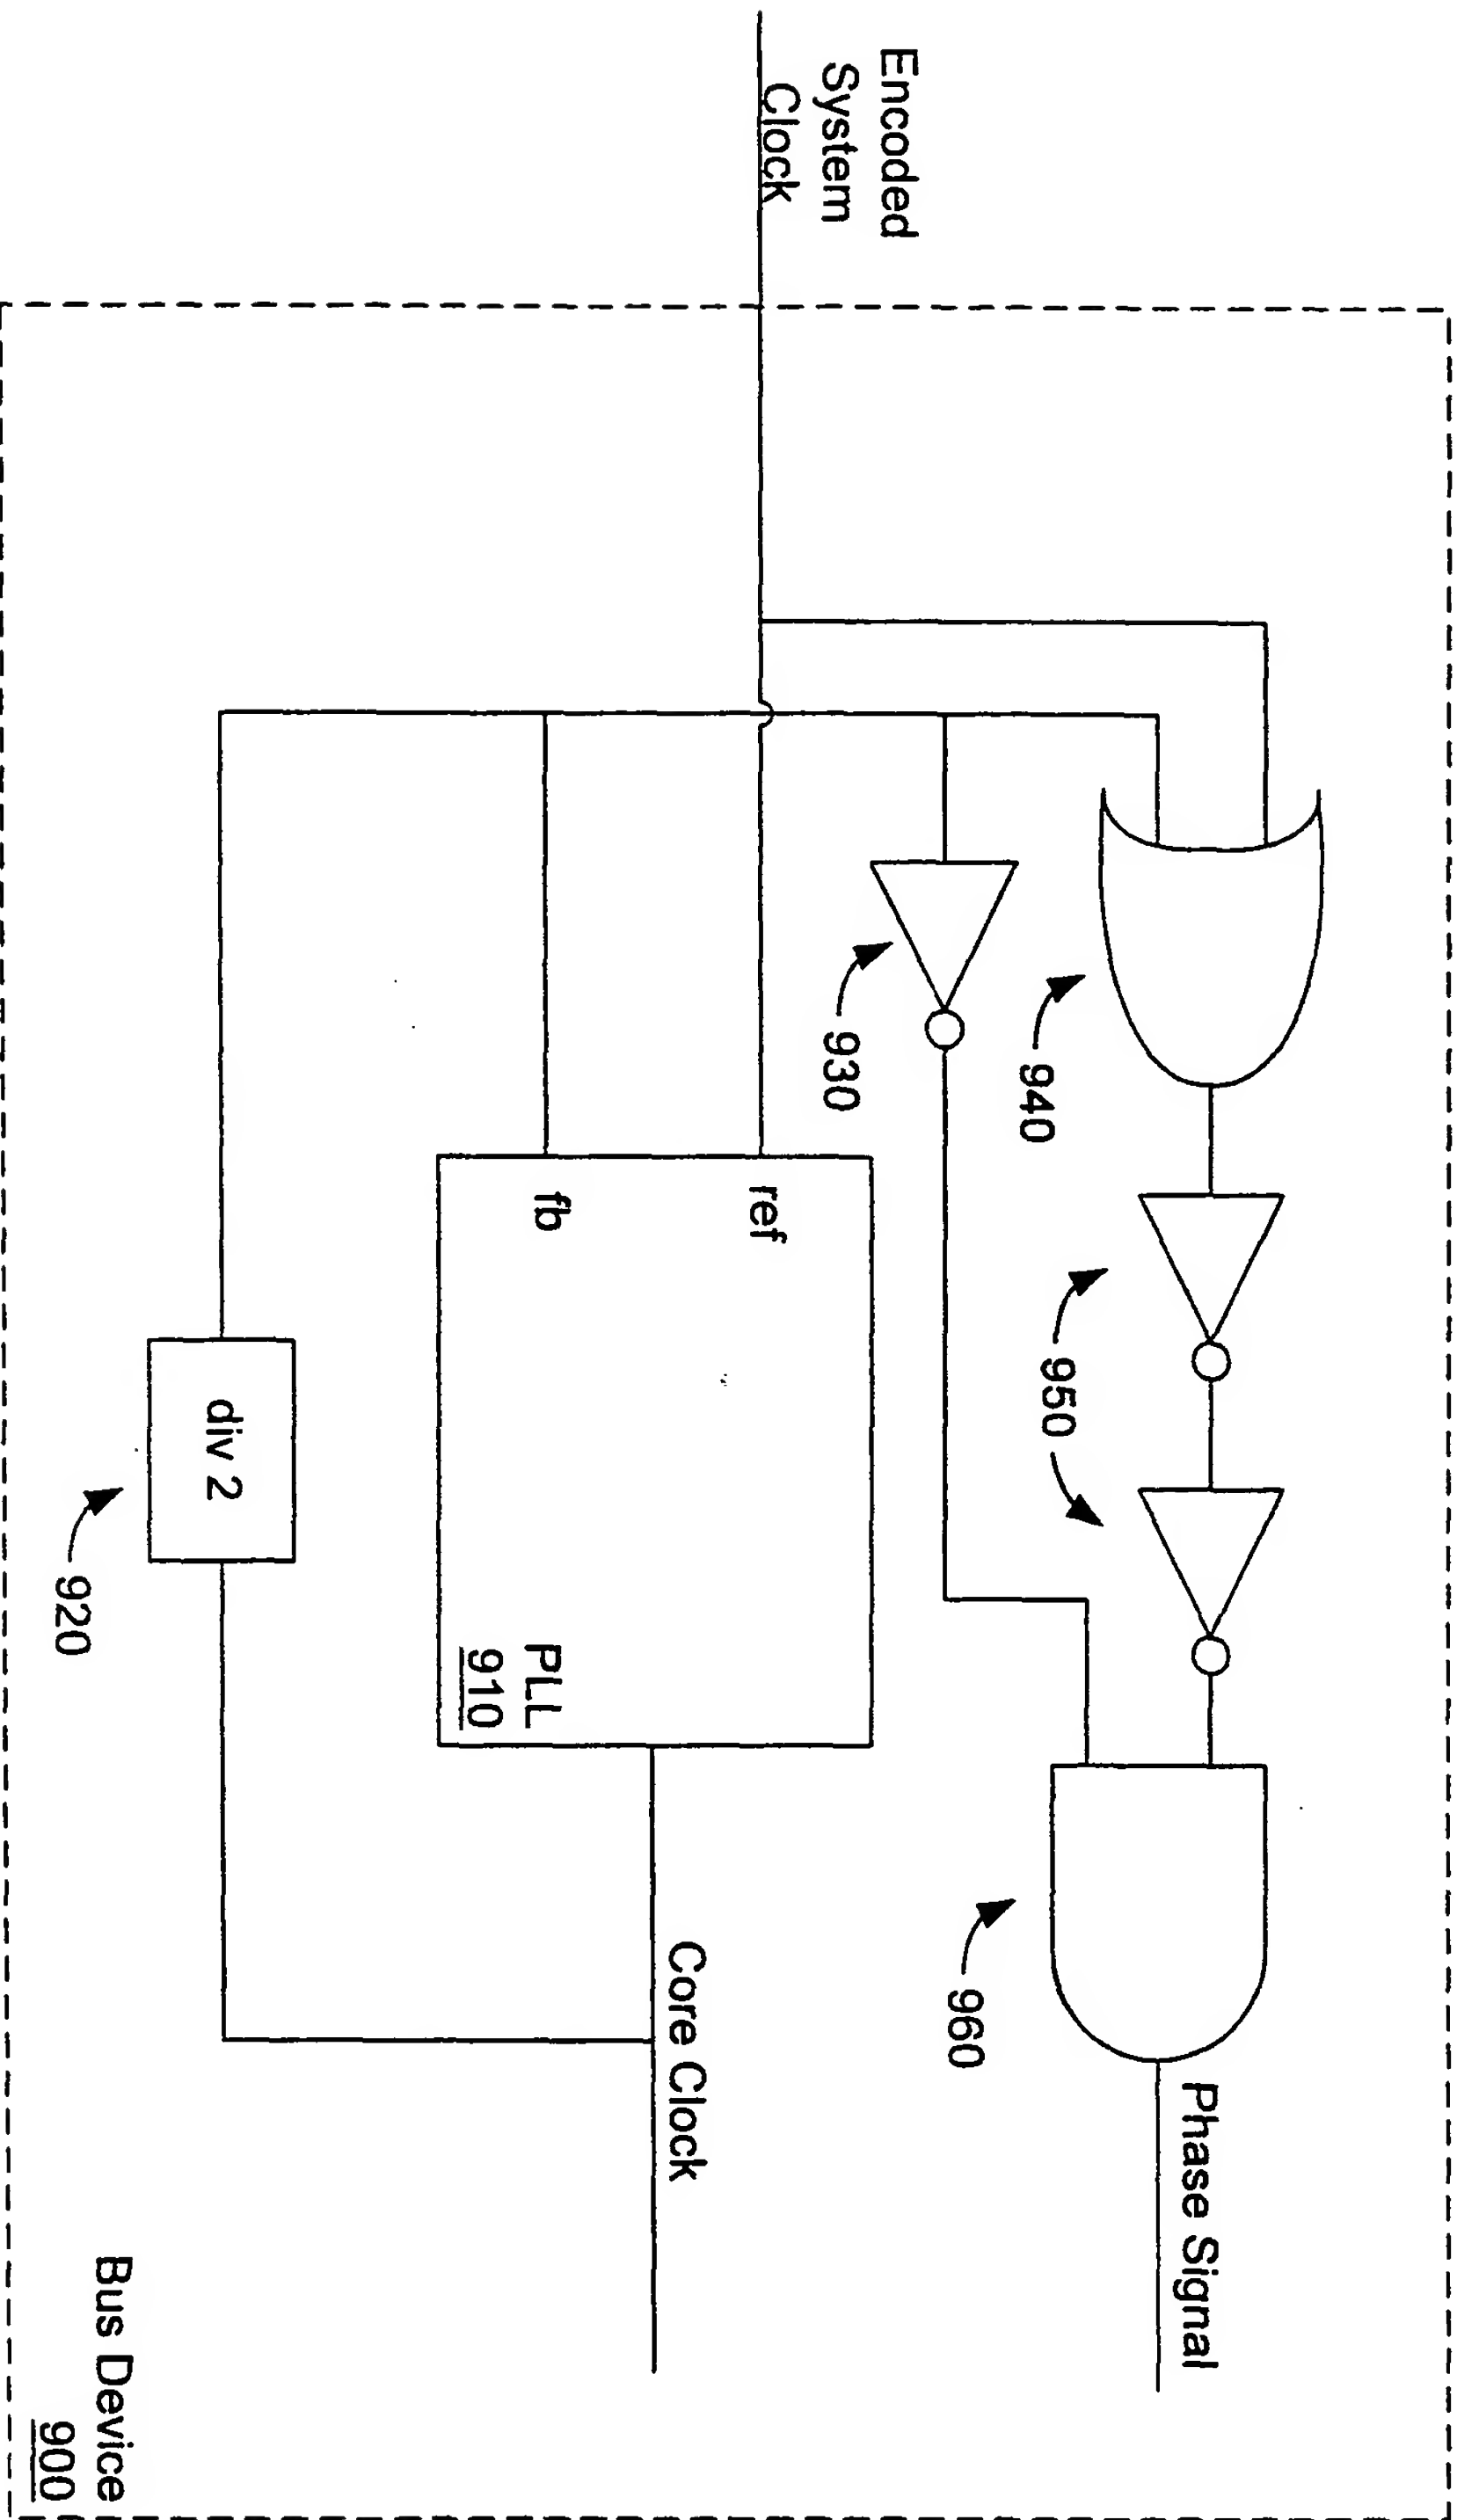 Encoded
System
Clock
940
950
960
Phase Signal
930
ref
fb
PLL
910
Core Clock
div 2
920
Bus Device
900